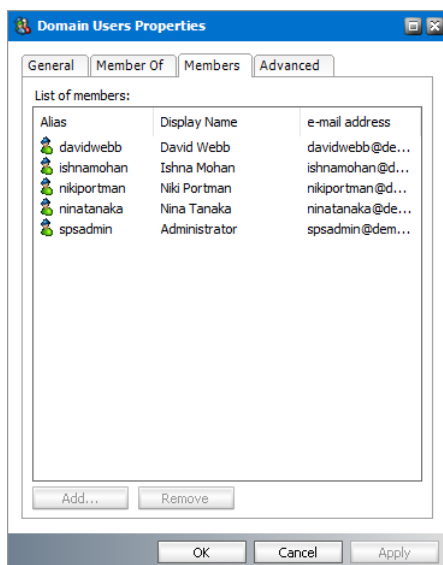 Domain Users Properties
General Member Of Members Advanced
List of members:
Alias Display Name e-mail address
davidwebb David Webb davidwebb@de...
ishnamohan Ishna Mohan ishnamohan@d...
nikiportman Niki Portman nikiportman@d...
ninatanaka Nina Tanaka ninatanaka@de...
spsadmin Administrator spsadmin@dem...
Add... Remove
OK Cancel Apply